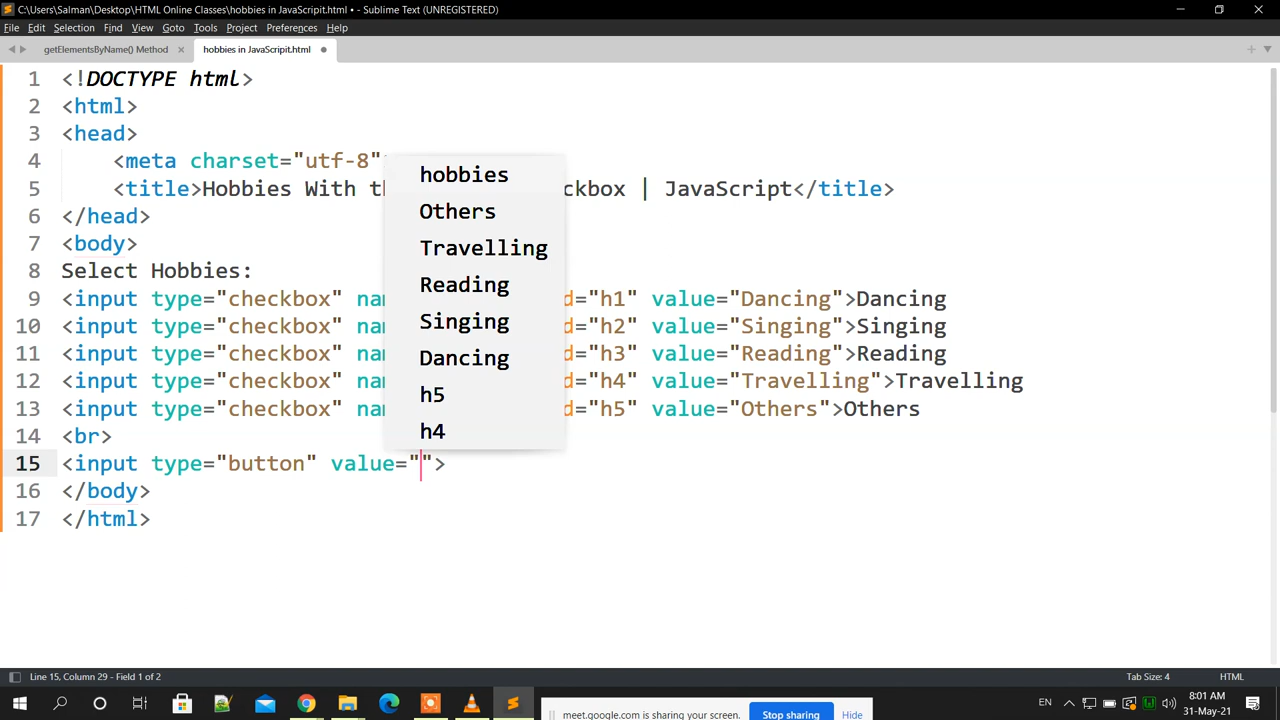 C:\Users\Salman\Desktop\HTML Online Classes\hobbies in JavaScripit.html • - Sublime Text (UNREGISTERED)
File Edit Selection Find View Goto Tools Project Preferences Help
getElementsByName() Method × hobbies in JavaScripit.html
1 <!DOCTYPE html>
2 <html>
3 <head>
4 <meta charset="utf-8"
5 <title>Hobbies With th ckbox | JavaScript</title>
6 </head>
7 <body>
8 Select Hobbies:
9 <input type="checkbox" na d="h1" value="Dancing">Dancing
10 <input type="checkbox" na d="h2" value="Singing">Singing
11 <input type="checkbox" na d="h3" value="Reading">Reading
12 <input type="checkbox" na d="h4" value="Travelling">Travelling
13 <input type="checkbox" na d="h5" value="Others">Others
14 <br>
15 <input type="button" value="">
16 </body>
17 </html>
hobbies
Others
Travelling
Reading
Singing
Dancing
h5
h4
Line 15, Column 29 - Field 1 of 2 Tab Size: 4 HTML
meet.google.com is sharing your screen. Stop sharing Hide
EN 8:01 AM
31-May-21